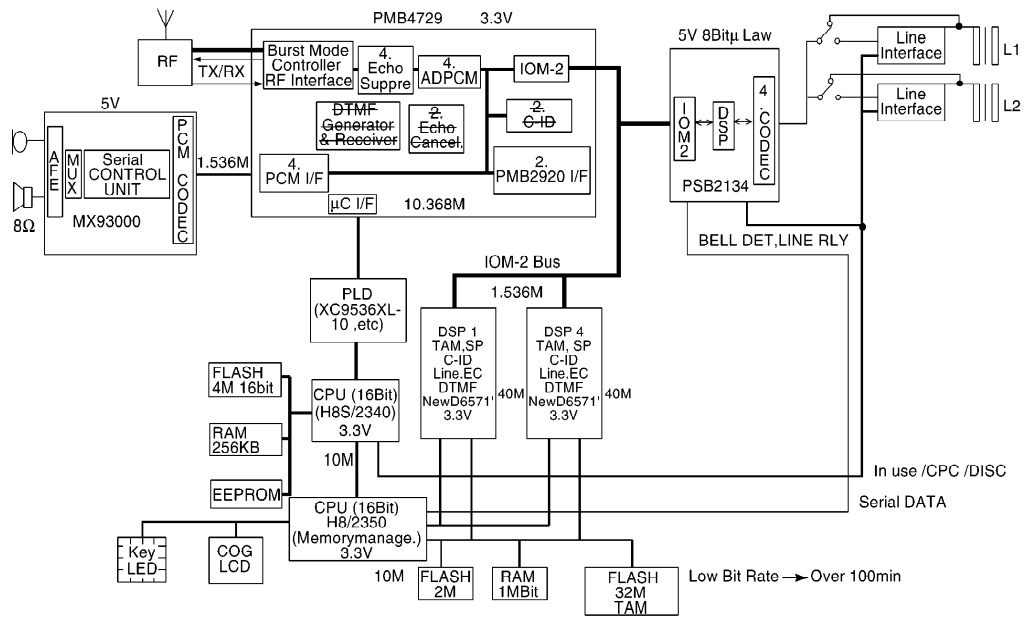 PMB4729 3.3V
RF
TX/RX
Burst Mode
Controller
RF Interface
4.
Echo
Suppre
4.
ADPCM
IOM-2
DTMF
Generator
& Receiver
2.
Echo
Cancel.
2.
C-ID
4.
PCM I/F
2.
PMB2920 I/F
μC I/F
10.368M
5V
AFE
MUX
Serial
CONTROL
UNIT
PCM CODEC
MX93000
8Ω
1.536M
5V 8Bitμ Law
IOM2
DSP
4. CODEC
PSB2134
Line
Interface
L1
Line
Interface
L2
BELL DET,LINE RLY
IOM-2 Bus
1.536M
PLD
(XC9536XL-
10 ,etc)
DSP 1
TAM,SP
C-ID
Line.EC
DTMF
NewD6571'
3.3V
40M
DSP 4
TAM, SP
C-ID
Line.EC
DTMF
NewD6571'
3.3V
40M
FLASH
4M 16bit
RAM
256KB
EEPROM
CPU (16Bit)
(H8S/2340)
3.3V
10M
CPU (16Bit)
H8/2350
(Memorymanage.)
3.3V
In use /CPC /DISC
Serial DATA
Key
LED
COG
LCD
10M
FLASH
2M
RAM
1MBit
FLASH
32M
TAM
Low Bit Rate → Over 100min